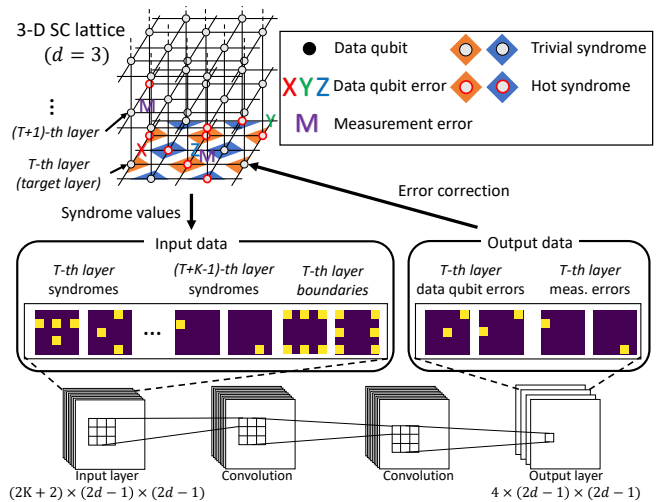 3-D SC lattice
(d = 3)
⋮
(T+1)-th layer
T-th layer
(target layer)
M
X
Z
M
Y
Data qubit
Trivial syndrome
XYZ Data qubit error
Hot syndrome
M Measurement error
Syndrome values
Error correction
Input data
T-th layer
syndromes
(T+K-1)-th layer
syndromes
T-th layer
boundaries
...
Output data
T-th layer
data qubit errors
T-th layer
meas. errors
Input layer
(2K + 2) × (2d − 1) × (2d − 1)
Convolution
Convolution
Output layer
4 × (2d − 1) × (2d − 1)